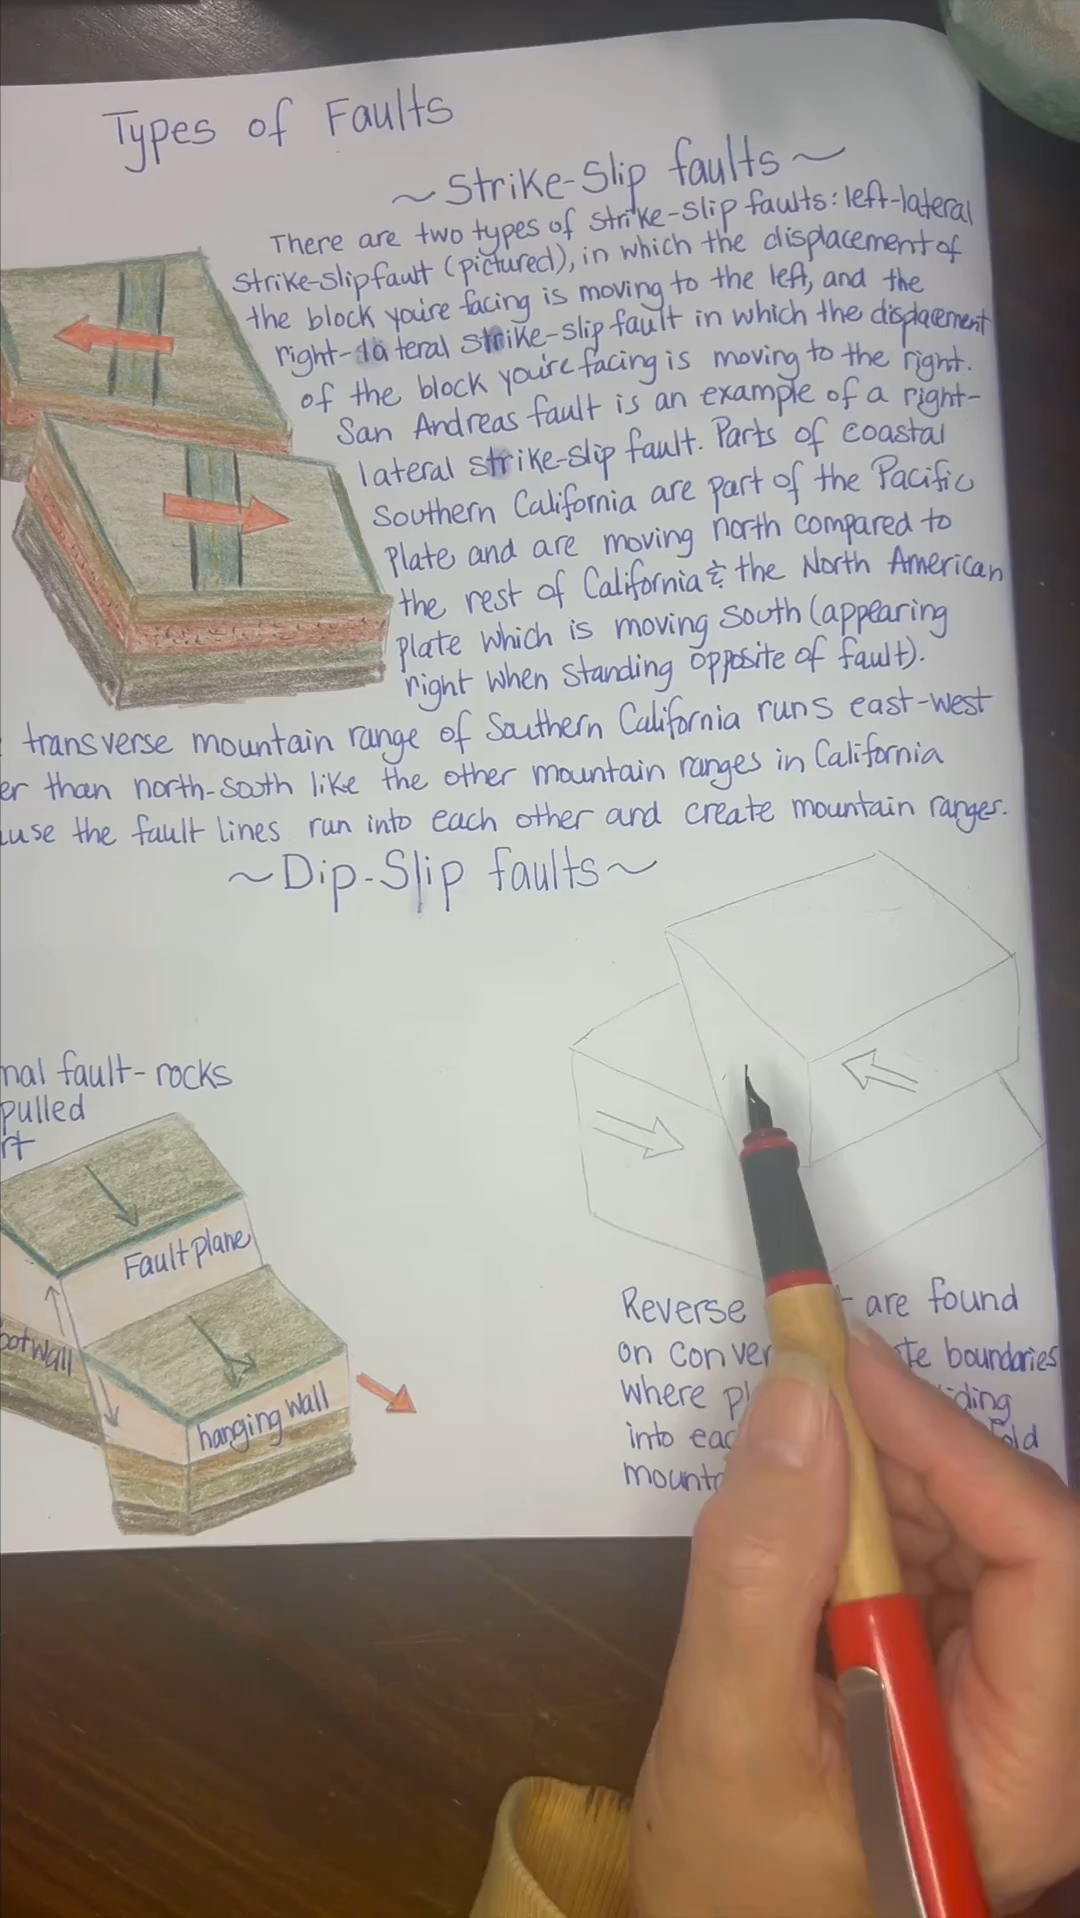 Types of Faults
~Strike-Slip faults~
There are two types of strike-slip faults: left-lateral
strike-slip fault (pictured), in which the displacement of
the block you're facing is moving to the left, and the
right-lateral strike-slip fault in which the displacement
of the block you're facing is moving to the right.
San Andreas fault is an example of a right-
lateral strike-slip fault. Parts of coastal
Southern California are part of the Pacific
plate and are moving north compared to
the rest of California & the North American
plate which is moving south (appearing
right when standing opposite of fault).
transverse mountain range of Southern California runs east-west
er than north-south like the other mountain ranges in California
use the fault lines run into each other and create mountain ranges.
~Dip-Slip faults~
nal fault- rocks
pulled
rt
Fault plane
ootwall
hanging wall
Reverse are found
on conver te boundaries
where pl iding
into eac old
mount